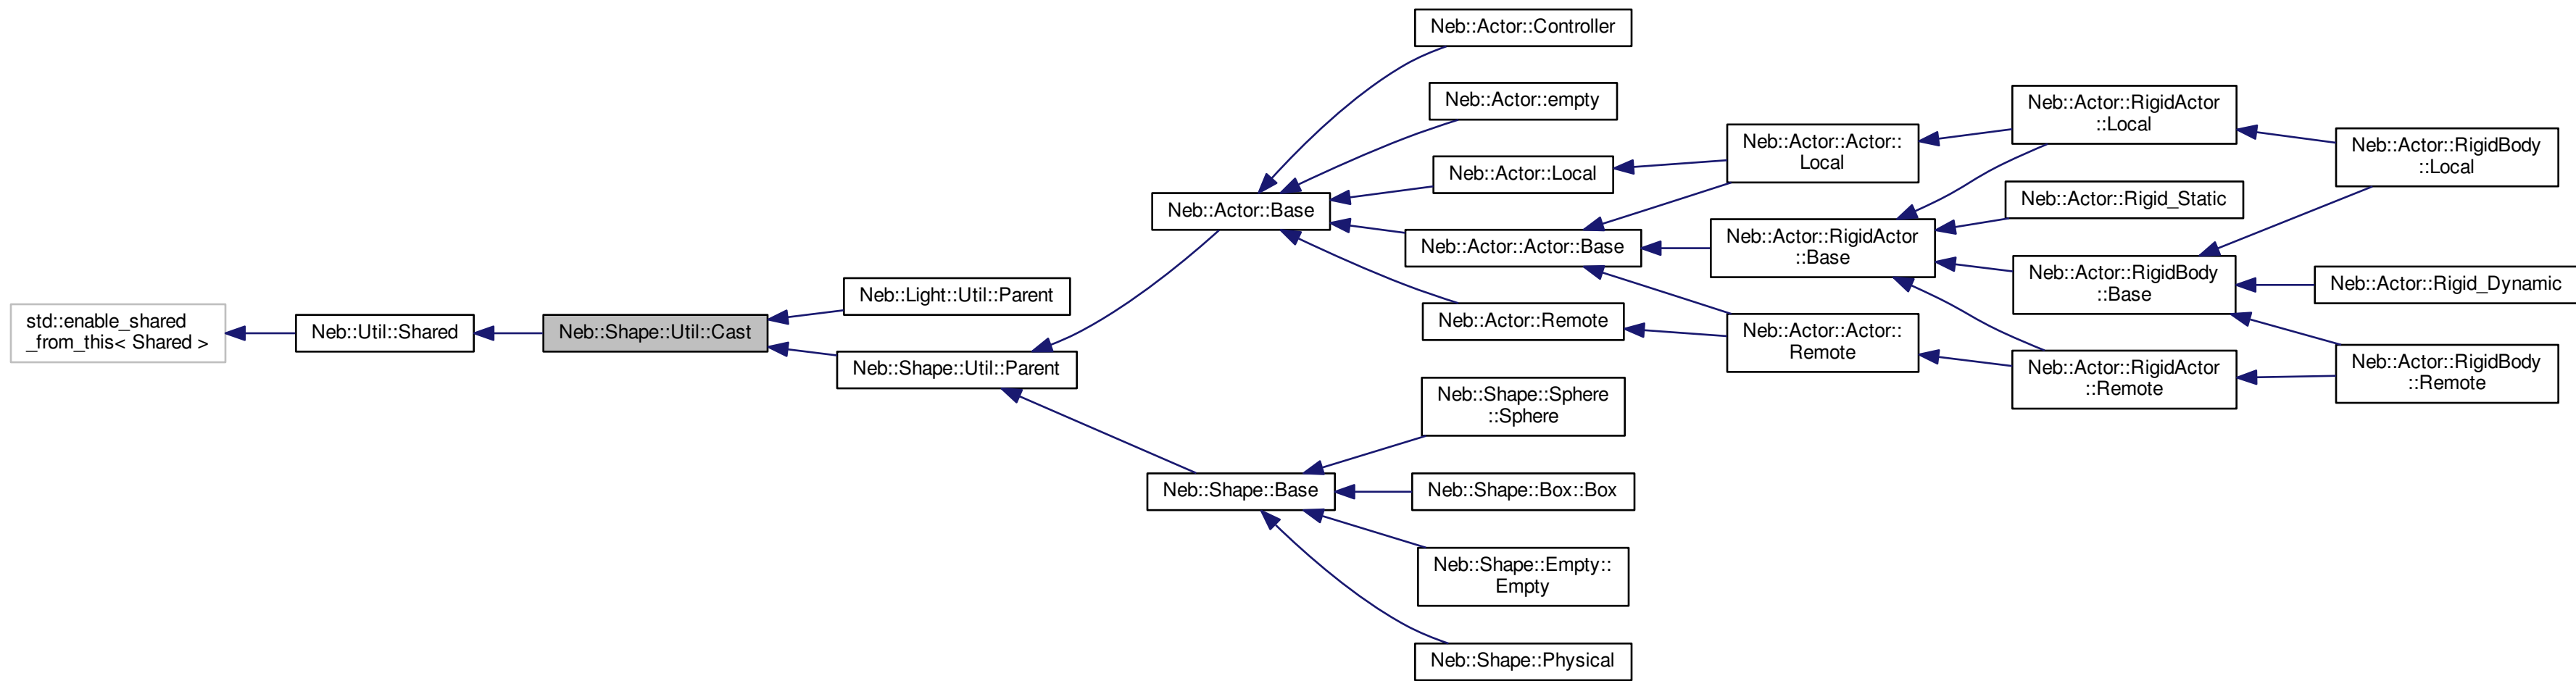 std::enable_shared
_from_this< Shared >
Neb::Util::Shared
Neb::Shape::Util::Cast
Neb::Light::Util::Parent
Neb::Shape::Util::Parent
Neb::Actor::Base
Neb::Shape::Base
Neb::Actor::Controller
Neb::Actor::empty
Neb::Actor::Local
Neb::Actor::Actor::Base
Neb::Actor::Remote
Neb::Shape::Sphere
::Sphere
Neb::Shape::Box::Box
Neb::Shape::Empty::
Empty
Neb::Shape::Physical
Neb::Actor::Actor::
Local
Neb::Actor::RigidActor
::Base
Neb::Actor::Actor::
Remote
Neb::Actor::RigidActor
::Local
Neb::Actor::Rigid_Static
Neb::Actor::RigidBody
::Base
Neb::Actor::RigidActor
::Remote
Neb::Actor::RigidBody
::Local
Neb::Actor::Rigid_Dynamic
Neb::Actor::RigidBody
::Remote